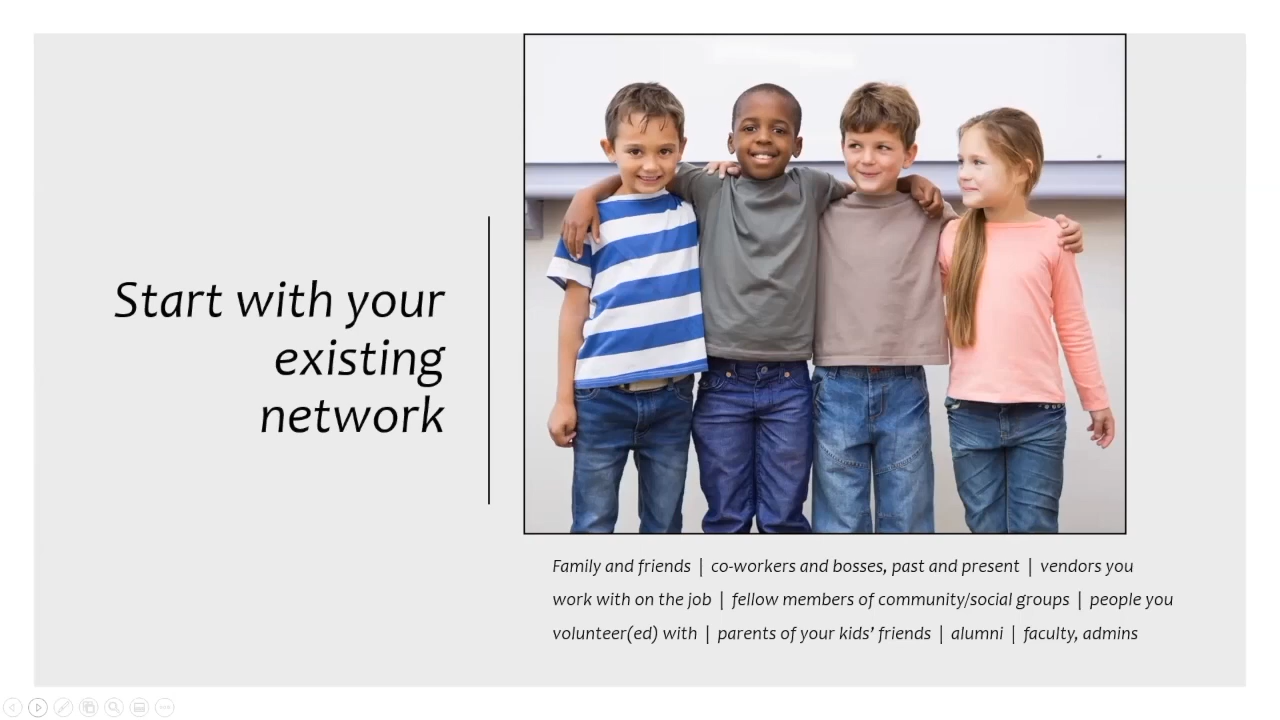 Start with your
existing
network
Family and friends | co-workers and bosses, past and present | vendors you
work with on the job | fellow members of community/social groups | people you
volunteer(ed) with | parents of your kids’ friends | alumni | faculty, admins